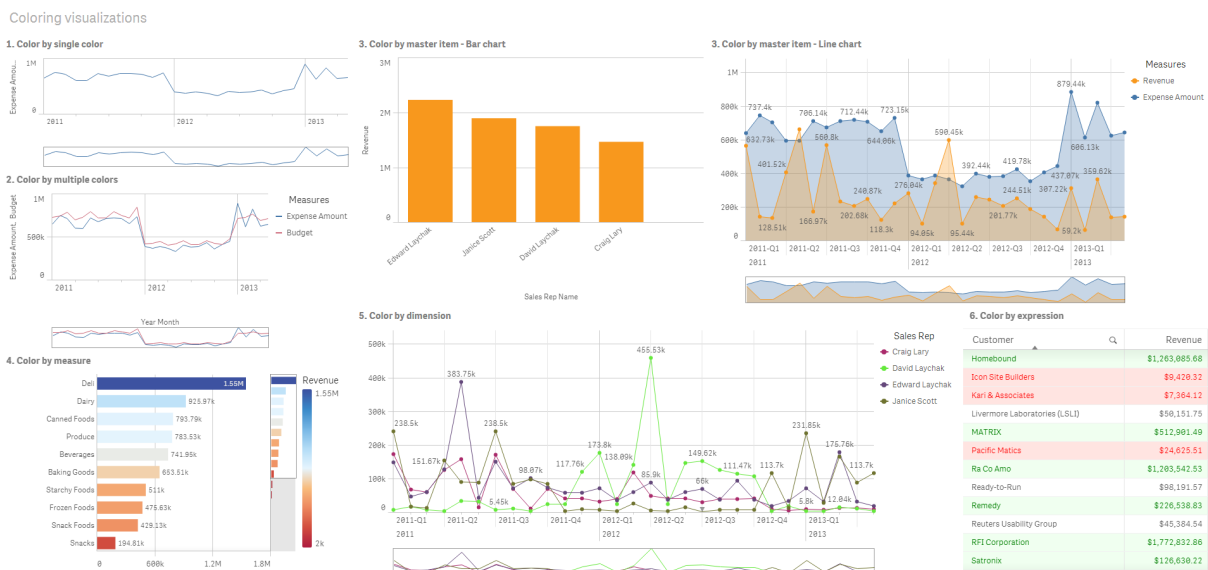 Coloring visualizations
1. Color by single color
Expense Amou...
1M
0
2011
2012
2013
2. Color by multiple colors
Expense Amount, Budget
1M
500k
0
2011
2012
2013
Year Month
Measures
Expense Amount
Budget
3. Color by master item - Bar chart
Revenue
3M
2M
1M
0
Edward Laychak
Janice Scott
David Laychak
Craig Lary
Sales Rep Name
3. Color by master item - Line chart
1M
800k
600k
400k
200k
0
737.4k
632.73k
401.52k
128.51k
706.14k
560.8k
166.97k
712.44k
240.87k
202.68k
723.15k
644.06k
118.3k
276.04k
94.05k
590.45k
95.44k
392.44k
419.78k
244.51k
201.77k
437.07k
307.22k
59.2k
879.44k
606.13k
359.62k
2011-Q1
2011-Q2
2011-Q3
2011-Q4
2012-Q1
2012-Q2
2012-Q3
2012-Q4
2013-Q1
2011
2012
2013
Measures
Revenue
Expense Amount
4. Color by measure
Deli 1.55M
Dairy 926.97k
Canned Foods 793.79k
Produce 783.53k
Beverages 741.95k
Baking Goods 653.51k
Starchy Foods 511k
Frozen Foods 475.63k
Snack Foods 429.13k
Snacks 194.81k
0 600k 1.2M 1.8M
Revenue
1.55M
2k
5. Color by dimension
500k
400k
300k
200k
100k
0
238.5k
151.67k
383.75k
238.5k
5.45k
98.07k
117.76k
173.8k
138.09k
455.53k
85.9k
149.62k
66k
111.47k
113.7k
231.85k
5.8k
175.76k
12.04k
113.7k
2011-Q1
2011-Q2
2011-Q3
2011-Q4
2012-Q1
2012-Q2
2012-Q3
2012-Q4
2013-Q1
2011
2012
2013
Sales Rep
Craig Lary
David Laychak
Edward Laychak
Janice Scott
6. Color by expression
Customer Revenue
Homebound $1,263,085.68
Icon Site Builders $9,420.32
Kari & Associates $7,364.12
Livermore Laboratories (LSLI) $50,151.75
MATRIX $512,901.49
Pacific Matics $24,625.51
Ra Co Amo $1,203,542.53
Ready-to-Run $98,191.57
Remedy $226,538.83
Reuters Usability Group $45,384.54
RFI Corporation $1,772,832.86
Satronix $126,630.22